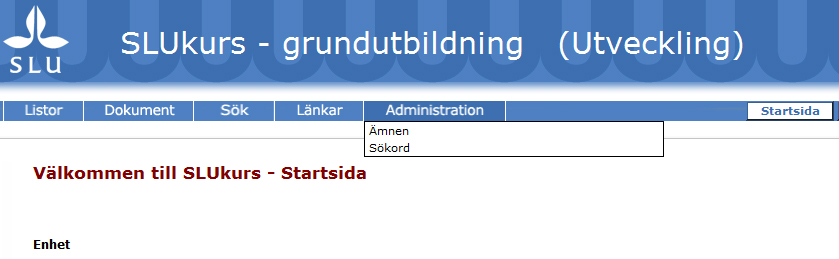 SLUkurs - grundutbildning (Utveckling)
SLU
Listor Dokument Sök Länkar Administration Startsida
Ämnen
Sökord
Välkommen till SLUkurs - Startsida
Enhet